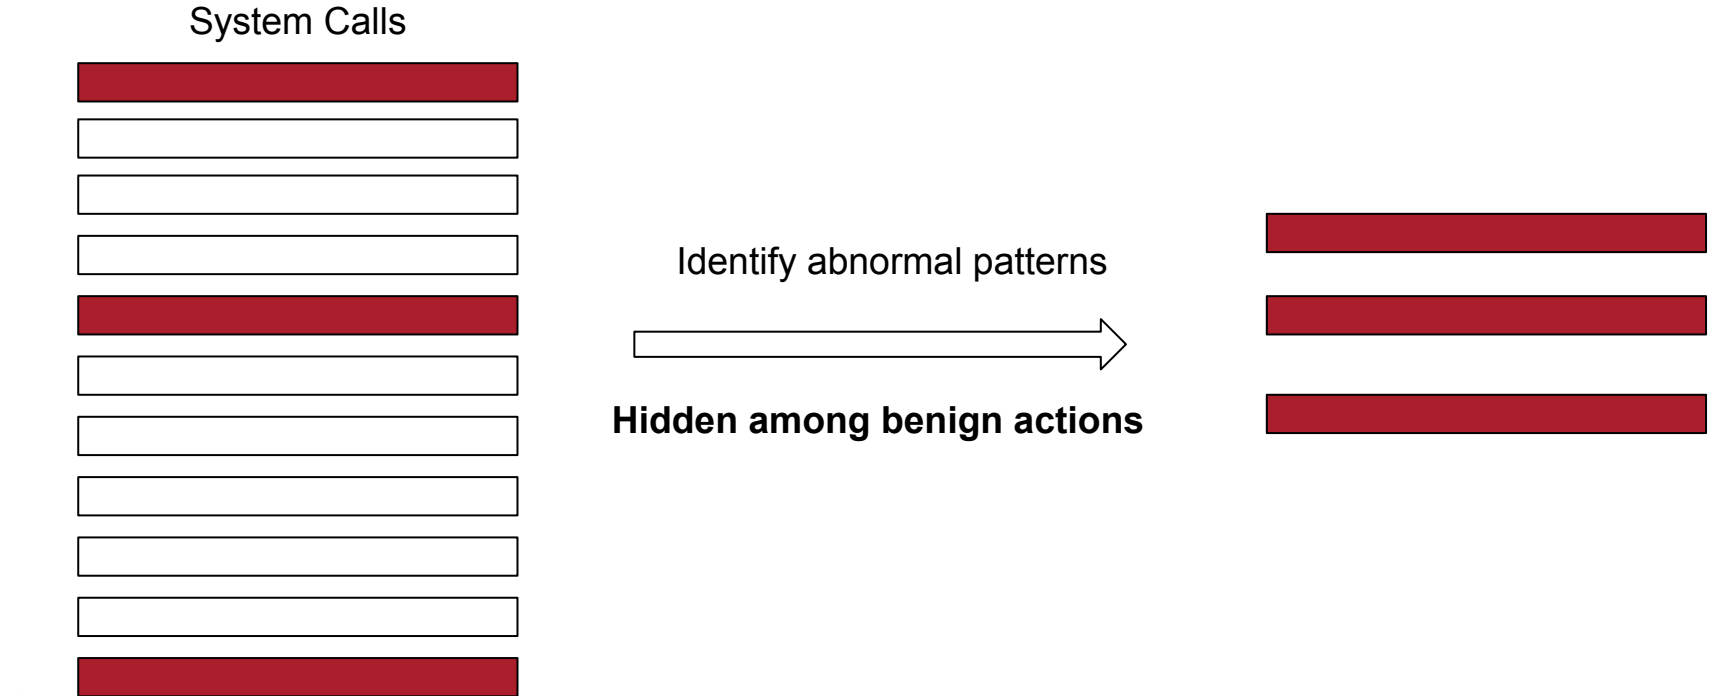 System Calls
Identify abnormal patterns
Hidden among benign actions